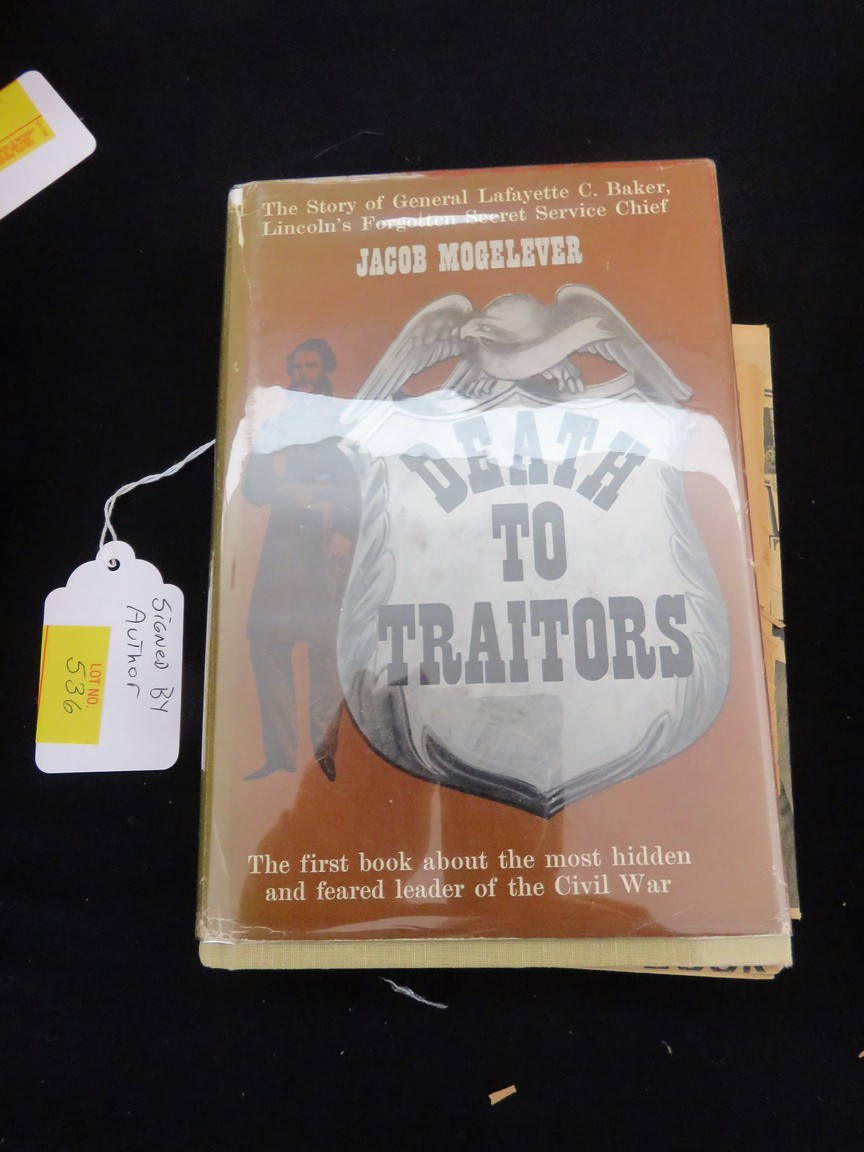 The Story of General Lafayette C. Baker,
Lincoln's Forgotten Secret Service Chief
JACOB MOGELEVER
DEATH
TO
TRAITORS
The first book about the most hidden
and feared leader of the Civil War
SIGNED BY
AUTHOR
LOT NO.
536
BOOK